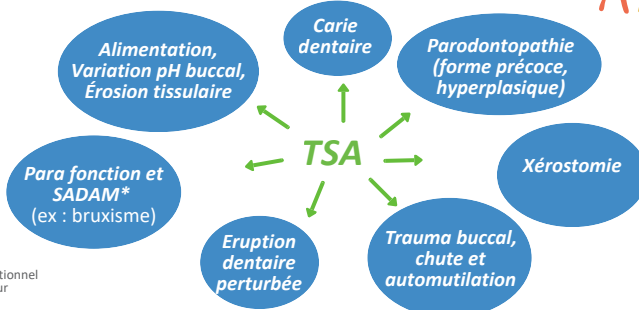 Carie
dentaire
Alimentation,
Variation pH buccal,
Érosion tissulaire
Parodontopathie
(forme précoce,
hyperplasique)
TSA
Para fonction et
SADAM*
(ex : bruxisme)
Xérostomie
Eruption
dentaire
perturbée
Trauma buccal,
chute et
automutilation
tionnel
ur